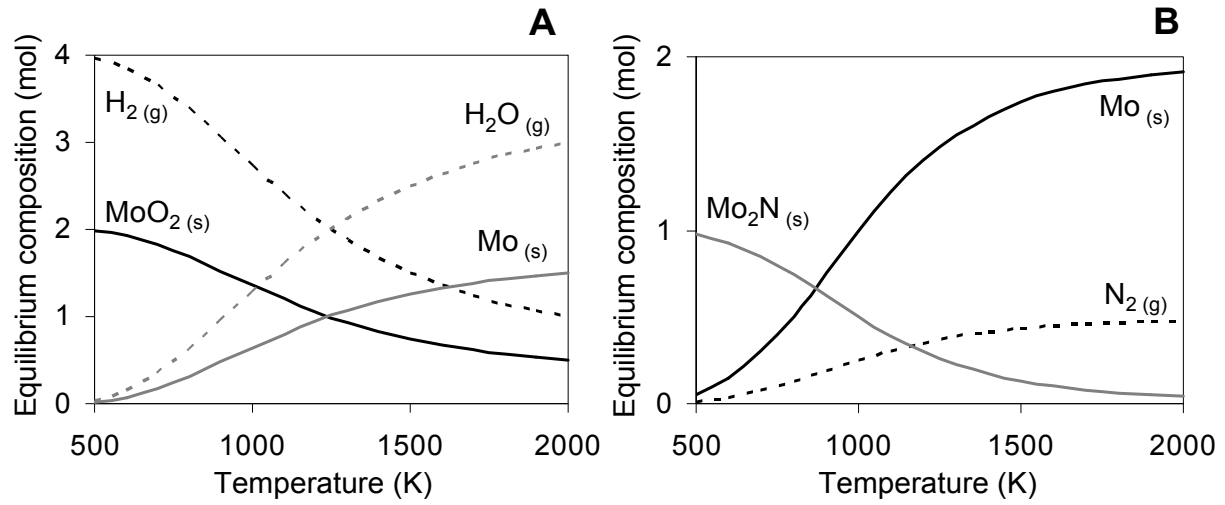 A
Equilibrium composition (mol)
4
3
2
1
0
H₂ (g)
H₂O (g)
MoO₂ (s)
Mo (s)
500
1000
1500
2000
Temperature (K)
B
Equilibrium composition (mol)
2
1
0
Mo (s)
Mo₂N (s)
N₂ (g)
500
1000
1500
2000
Temperature (K)